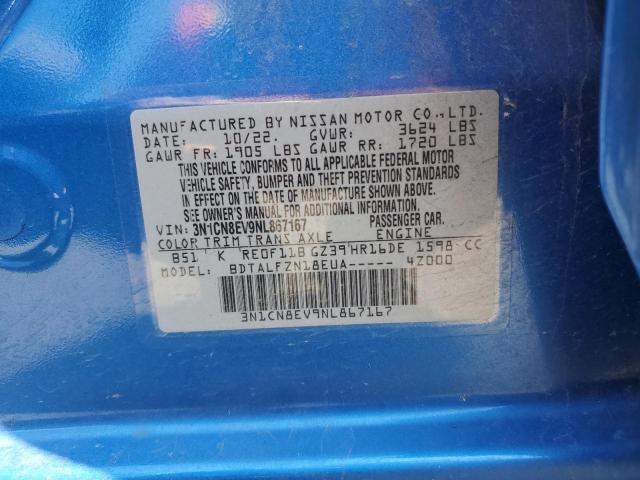 MANUFACTURED BY NISSAN MOTOR CO.,LTD.
DATE: 10/22. GVWR: 3624 LBS
GAWR FR: 1905 LBS GAWR RR: 1720 LBS
THIS VEHICLE CONFORMS TO ALL APPLICABLE FEDERAL MOTOR
VEHICLE SAFETY, BUMPER AND THEFT PREVENTION STANDARDS
IN EFFECT ON THE DATE OF MANUFACTURE SHOWN ABOVE.
SEE OWNER'S MANUAL FOR ADDITIONAL INFORMATION.
VIN: 3N1CN8EV9NL867167 PASSENGER CAR.
COLOR TRIM TRANS AXLE ENGINE
B51 K RE0F11B GZ39 HR16DE 1598 CC
MODEL: BDTALFZN18EUA----- 4Z000
3N1CN8EV9NL867167